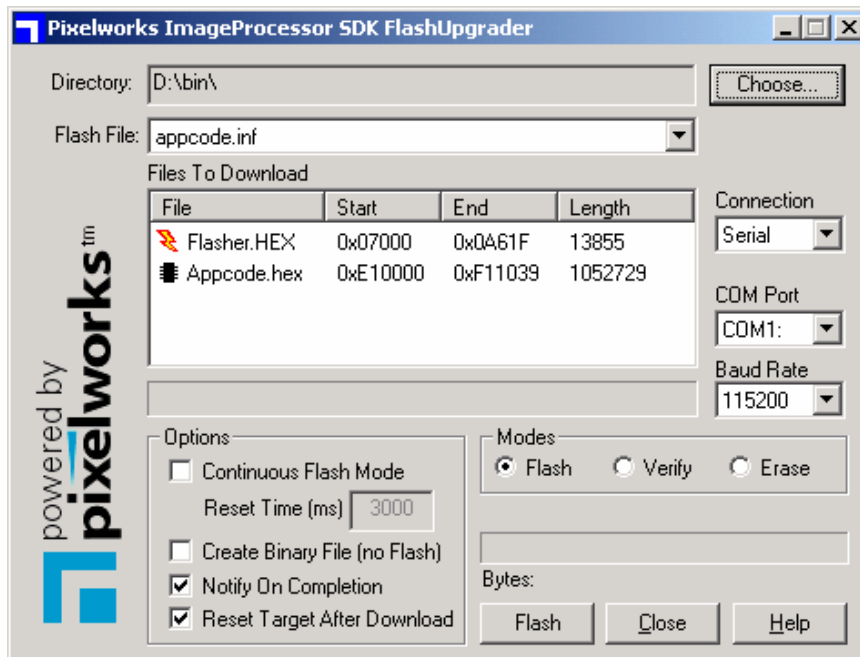 Pixelworks ImageProcessor SDK FlashUpgrader
Directory: D:\bin\ Choose...
Flash File: appcode.inf
Files To Download
File Start End Length
Flasher.HEX 0x07000 0x0A61F 13855
Appcode.hex 0xE10000 0xF11039 1052729
Connection
Serial
COM Port
COM1:
Baud Rate
115200
powered by
pixelworks™
Options
Continuous Flash Mode
Reset Time (ms) 3000
Create Binary File (no Flash)
Notify On Completion
Reset Target After Download
Modes
Flash Verify Erase
Bytes:
Flash Close Help